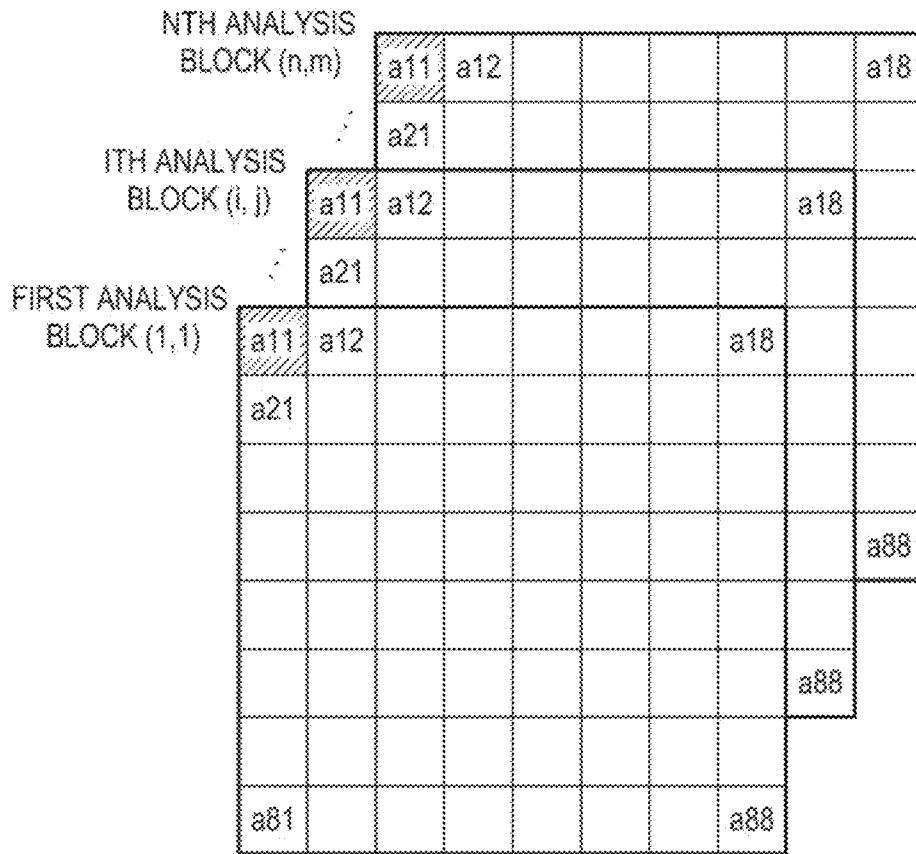 NTH ANALYSIS
BLOCK (n,m)
a11 a12 a18
a21
ITH ANALYSIS
BLOCK (i, j)
a11 a12 a18
a21
FIRST ANALYSIS
BLOCK (1,1)
a11 a12 a18
a21
a88
a88
a81 a88